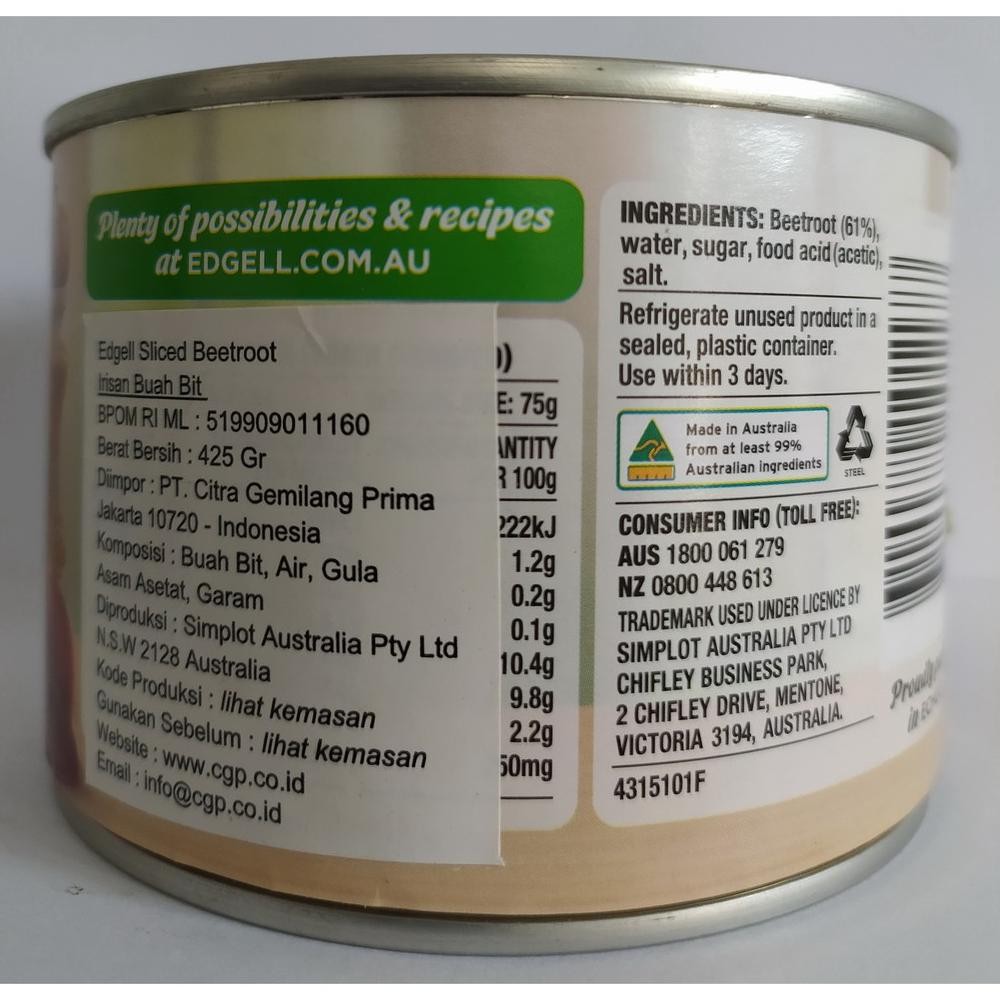 Plenty of possibilities & recipes
at EDGELL.COM.AU
Edgell Sliced Beetroot
Irisan Buah Bit
BPOM RI ML : 519909011160
Berat Bersih : 425 Gr
Diimpor : PT. Citra Gemilang Prima
Jakarta 10720 - Indonesia
Komposisi : Buah Bit, Air, Gula
Asam Asetat, Garam
Diproduksi : Simplot Australia Pty Ltd
N.S.W 2128 Australia
Kode Produksi : lihat kemasan
Gunakan Sebelum : lihat kemasan
Website : www.cgp.co.id
Email : info@cgp.co.id
)
E: 75g
ANTITY
R 100g
222kJ
1.2g
0.2g
0.1g
10.4g
9.8g
2.2g
50mg
INGREDIENTS: Beetroot (61%),
water, sugar, food acid (acetic),
salt.
Refrigerate unused product in a
sealed, plastic container.
Use within 3 days.
Made in Australia
from at least 99%
Australian ingredients
STEEL
CONSUMER INFO (TOLL FREE):
AUS 1800 061 279
NZ 0800 448 613
TRADEMARK USED UNDER LICENCE BY
SIMPLOT AUSTRALIA PTY LTD
CHIFLEY BUSINESS PARK,
2 CHIFLEY DRIVE, MENTONE,
VICTORIA 3194, AUSTRALIA.
4315101F
Proudly
in